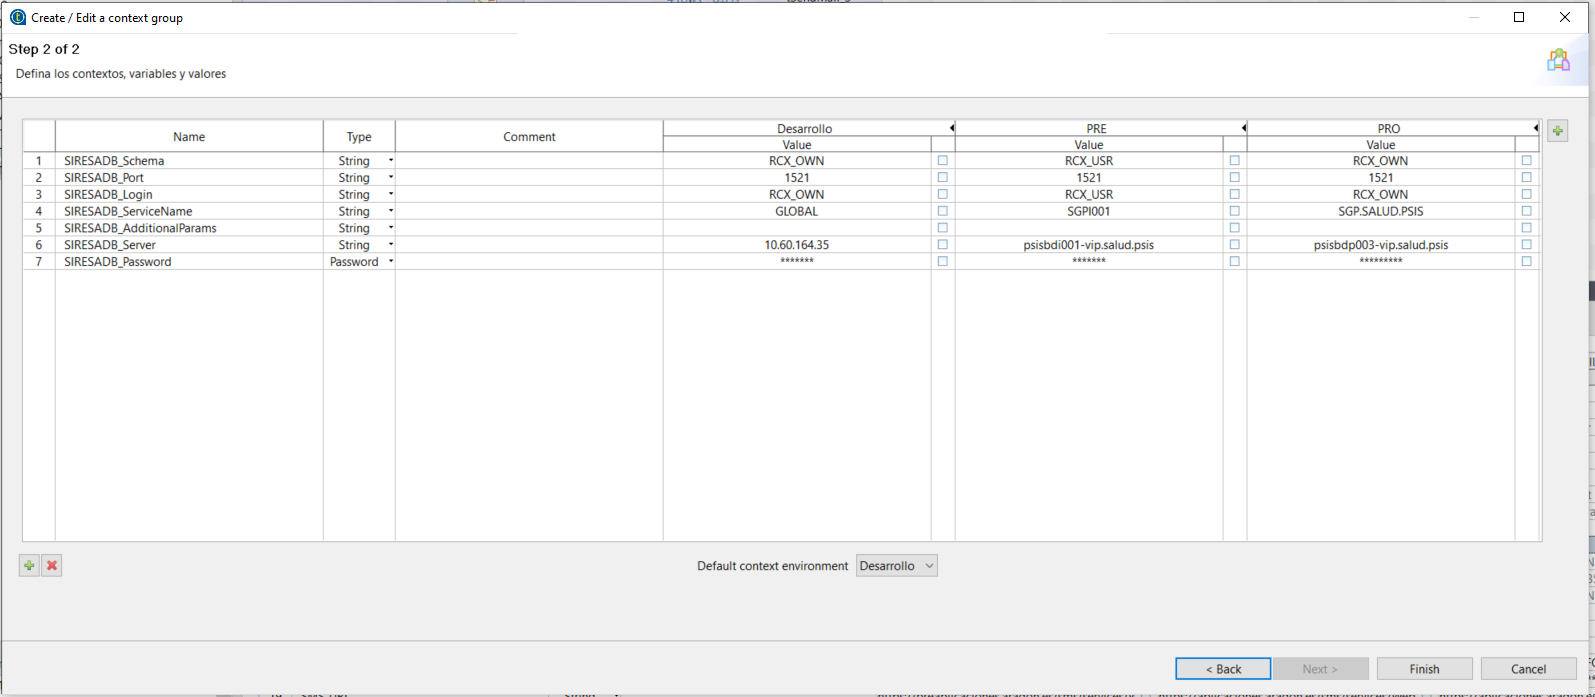 Create / Edit a context group
Step 2 of 2
Defina los contextos, variables y valores
Name Type Comment Desarrollo PRE PRO
Value Value Value
1 SIRESADB_Schema String RCX_OWN RCX_USR RCX_OWN
2 SIRESADB_Port String 1521 1521 1521
3 SIRESADB_Login String RCX_OWN RCX_USR RCX_OWN
4 SIRESADB_ServiceName String GLOBAL SGPI001 SGP.SALUD.PSIS
5 SIRESADB_AdditionalParams String
6 SIRESADB_Server String 10.60.164.35 psisbdi001-vip.salud.psis psisbdp003-vip.salud.psis
7 SIRESADB_Password Password ******* ******* *********
Default context environment Desarrollo
< Back Next > Finish Cancel